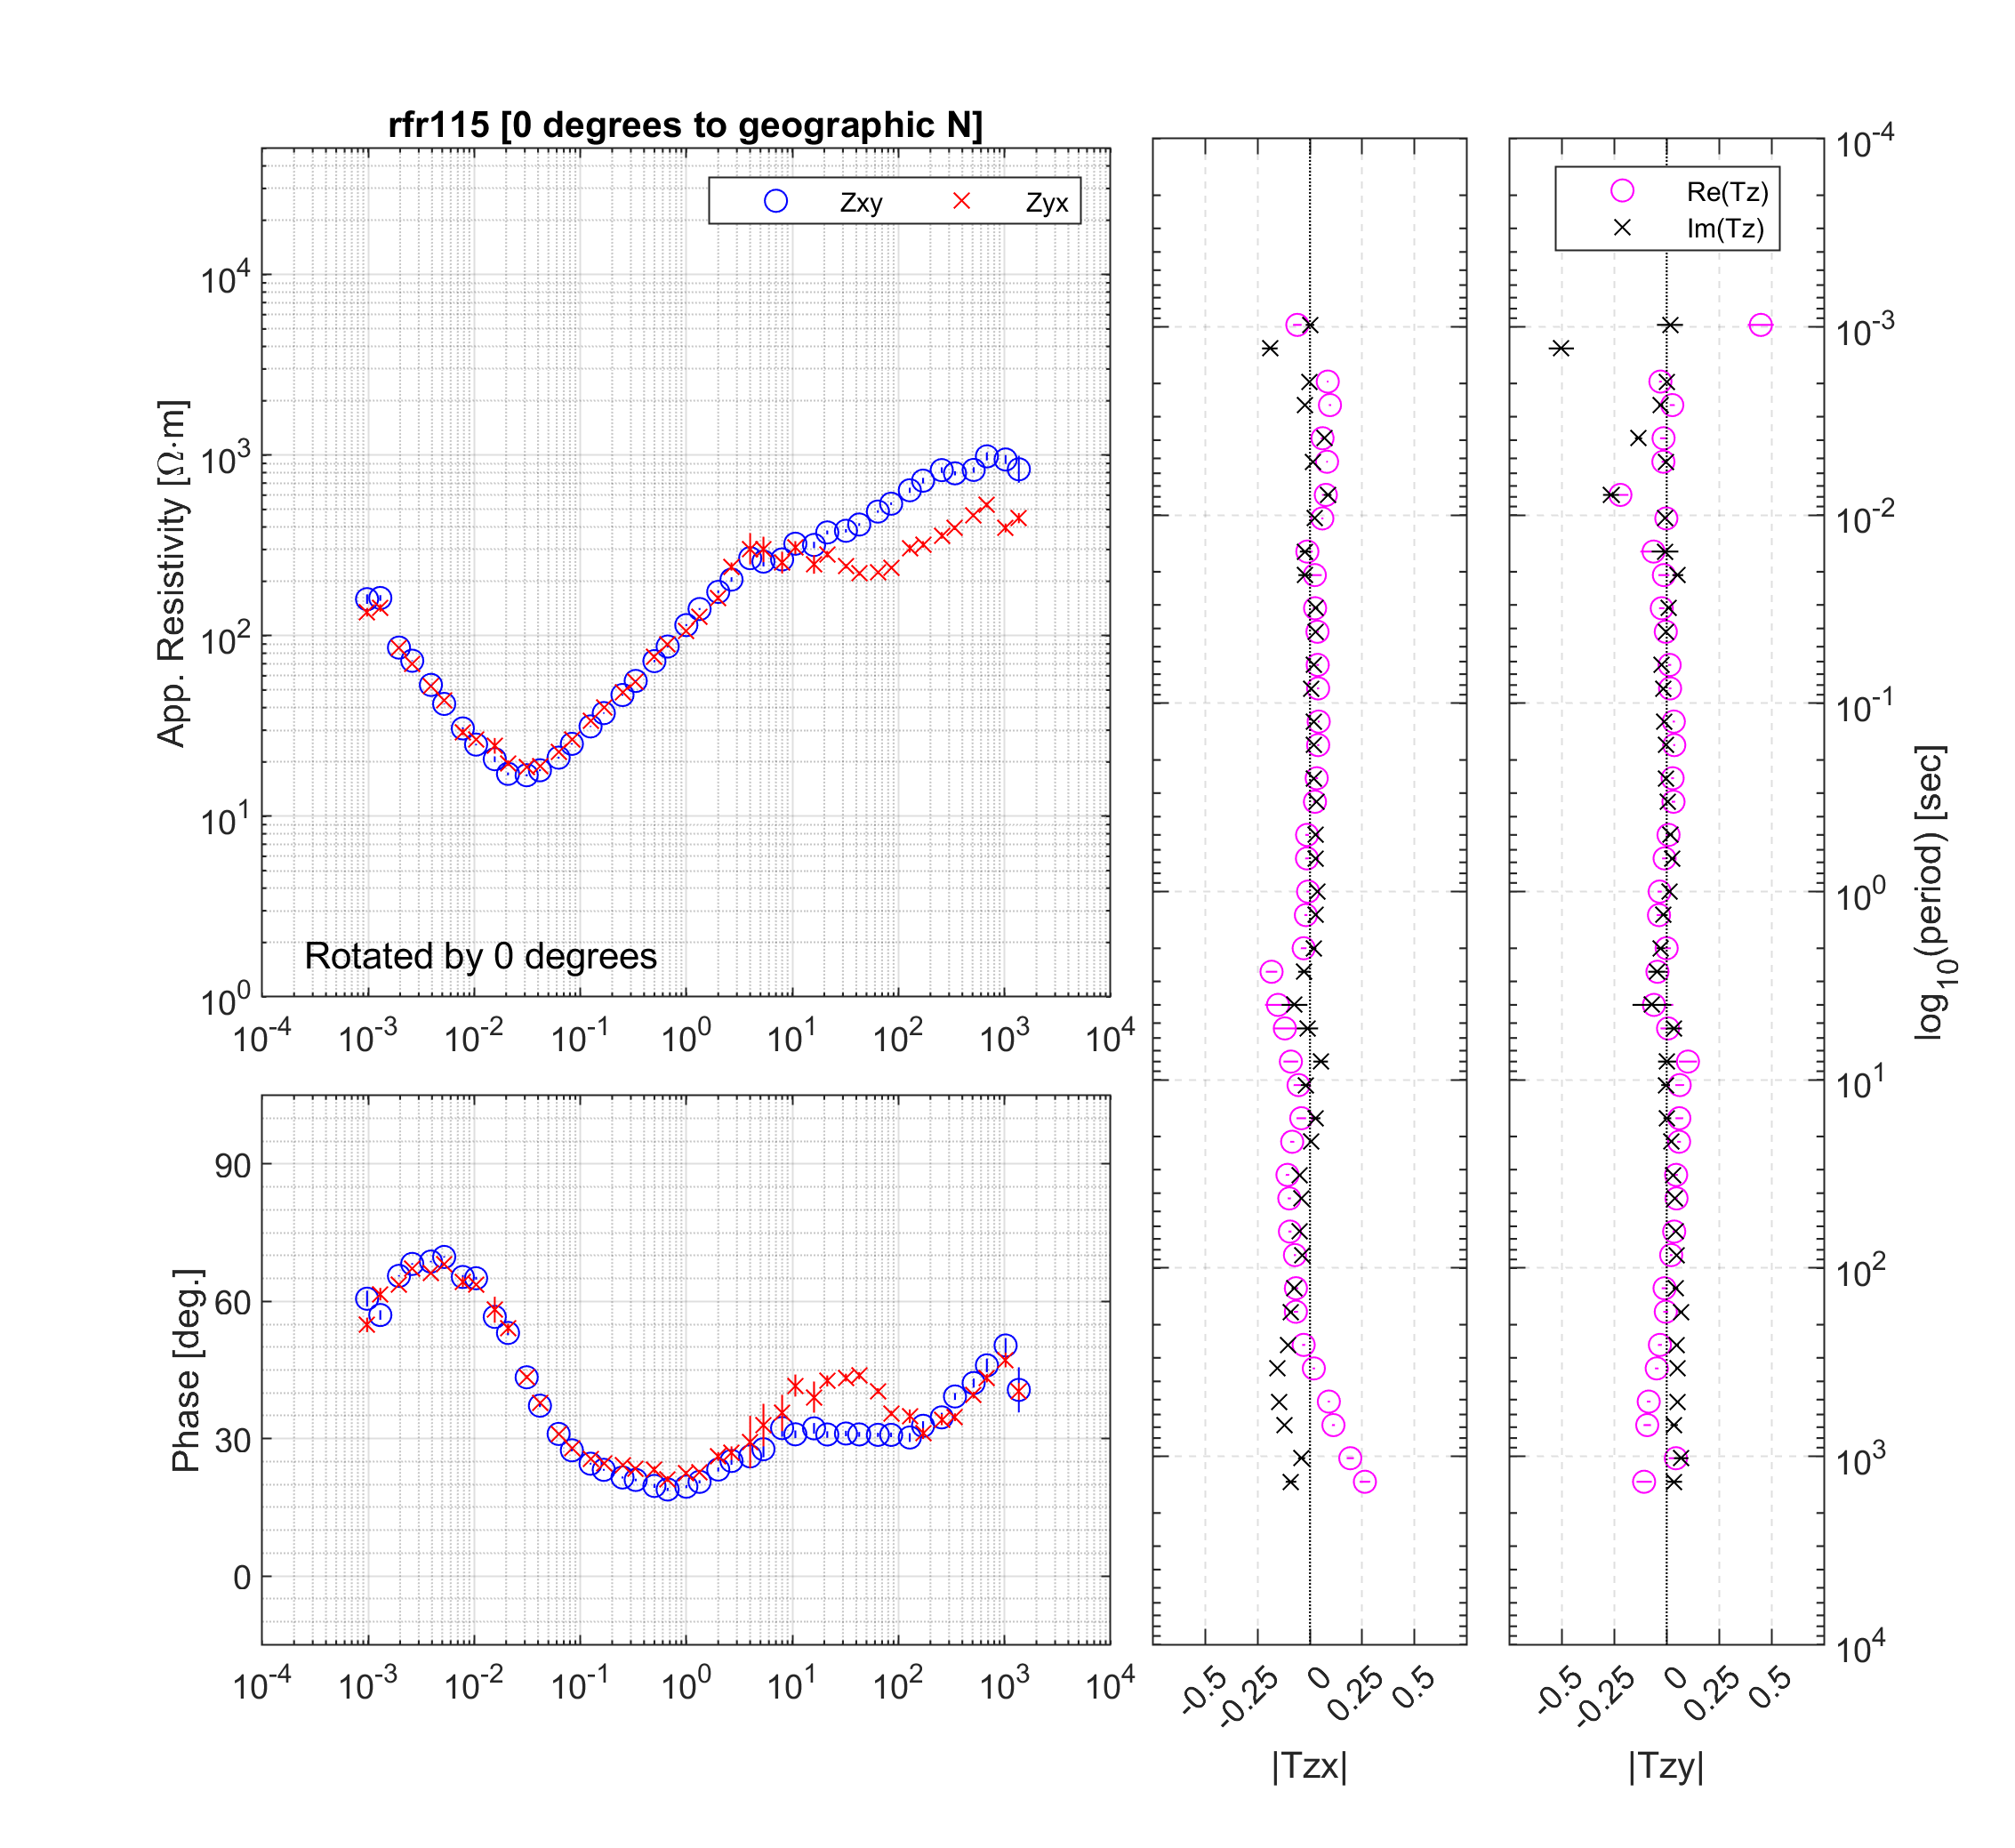 rfr115 [0 degrees to geographic N]
Zxy Zyx
App. Resistivity [Ω·m]
10^4
10^3
10^2
10^1
10^0
Rotated by 0 degrees
10^-4 10^-3 10^-2 10^-1 10^0 10^1 10^2 10^3 10^4
Phase [deg.]
90
60
30
0
10^-4 10^-3 10^-2 10^-1 10^0 10^1 10^2 10^3 10^4
-0.5 -0.25 0 0.25 0.5
|Tzx|
Re(Tz)
Im(Tz)
10^-4
10^-3
10^-2
10^-1
10^0
10^1
10^2
10^3
10^4
log_10(period) [sec]
-0.5 -0.25 0 0.25 0.5
|Tzy|